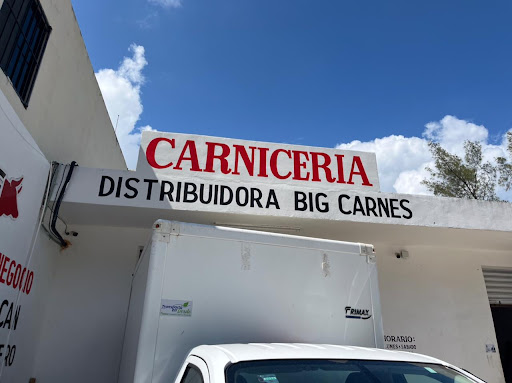 CARNICERIA
DISTRIBUIDORA BIG CARNES
NEGOCIO
FRIMAX
HORARIO: